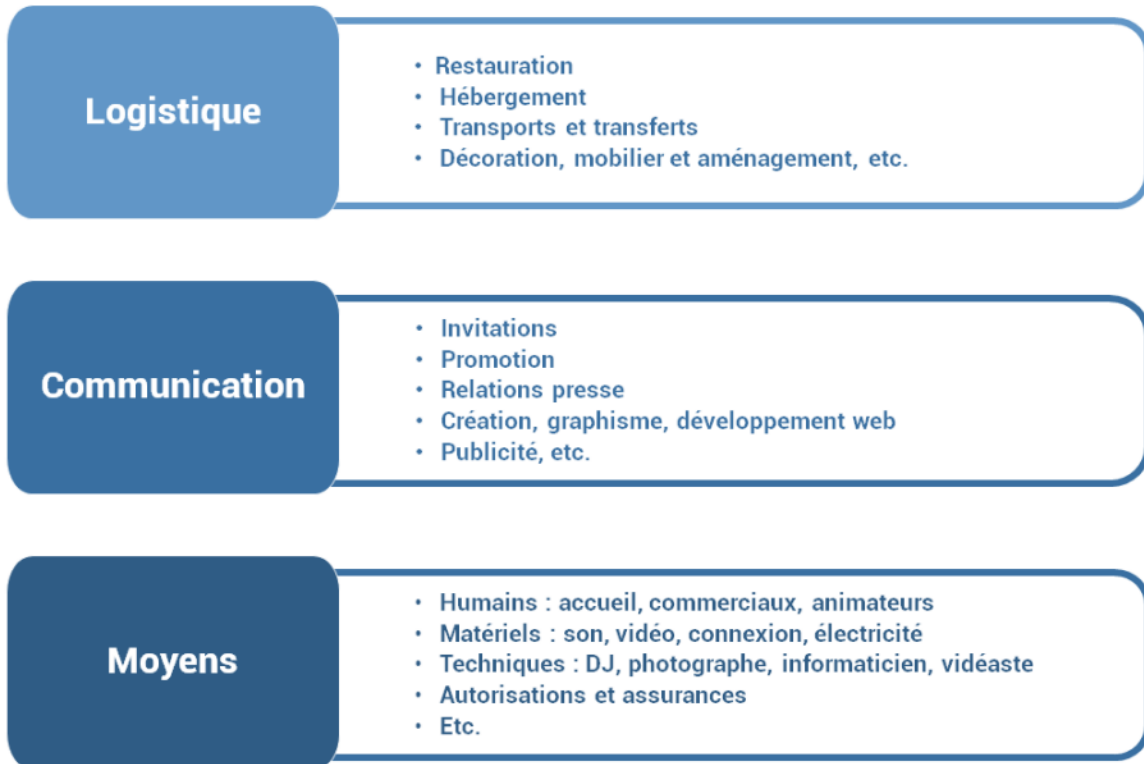 Logistique
• Restauration
• Hébergement
• Transports et transferts
• Décoration, mobilier et aménagement, etc.
Communication
• Invitations
• Promotion
• Relations presse
• Création, graphisme, développement web
• Publicité, etc.
Moyens
• Humains : accueil, commerciaux, animateurs
• Matériels : son, vidéo, connexion, électricité
• Techniques : DJ, photographe, informaticien, vidéaste
• Autorisations et assurances
• Etc.